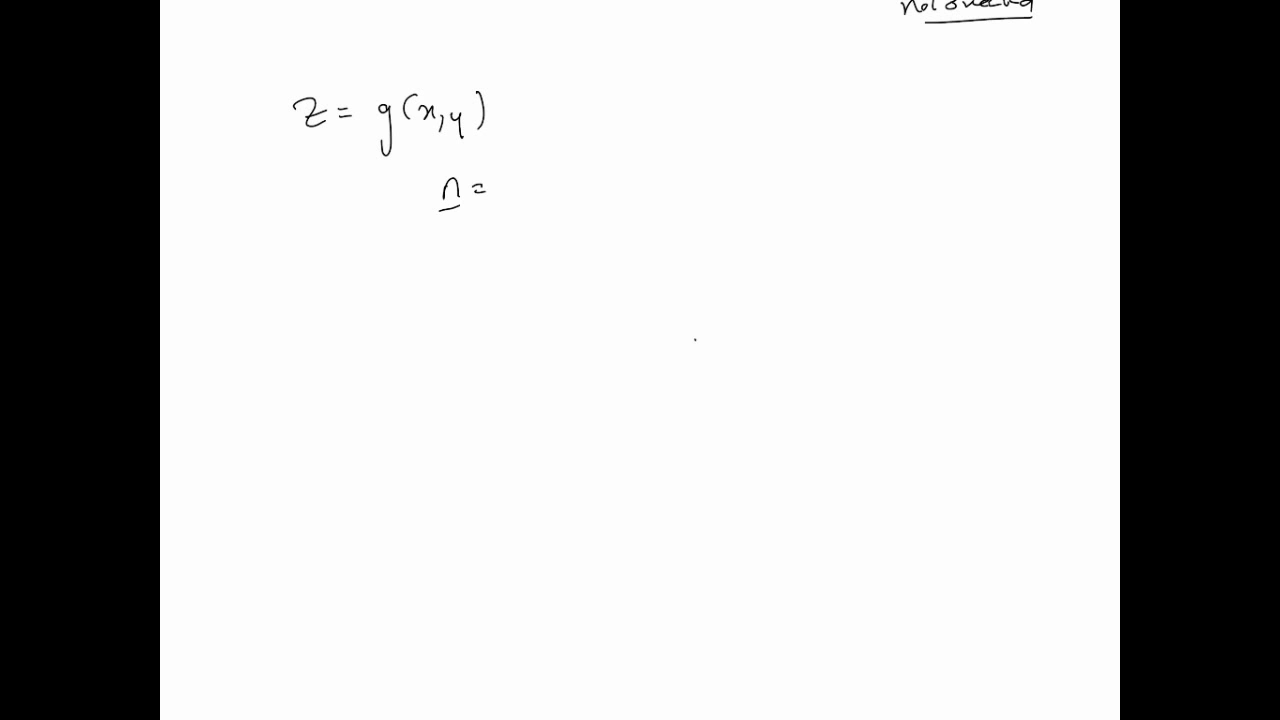 z = g(x,y)
n =